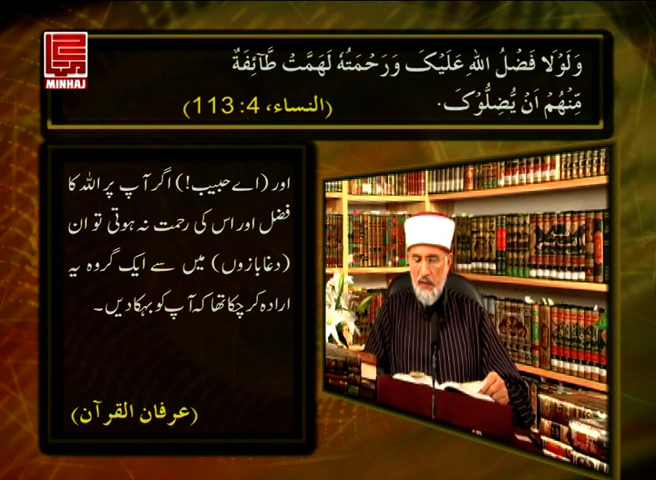 وَلَوۡلَا فَضۡلُ اللهِ عَلَیۡکَ وَرَحۡمَتُہٗ لَہَمَّتۡ طَّآئِفَۃٌ
مِّنۡہُمۡ اَنۡ یُّضِلُّوۡکَ.
(النساء، 4: 113)
MINHAJ
اور (اے حبیب!) اگر آپ پر اللہ کا
فضل اور اس کی رحمت نہ ہوتی تو ان
(دغابازوں) میں سے ایک گروہ یہ
ارادہ کر چکا تھا کہ آپ کو بہکا دیں۔
(عرفان القرآن)